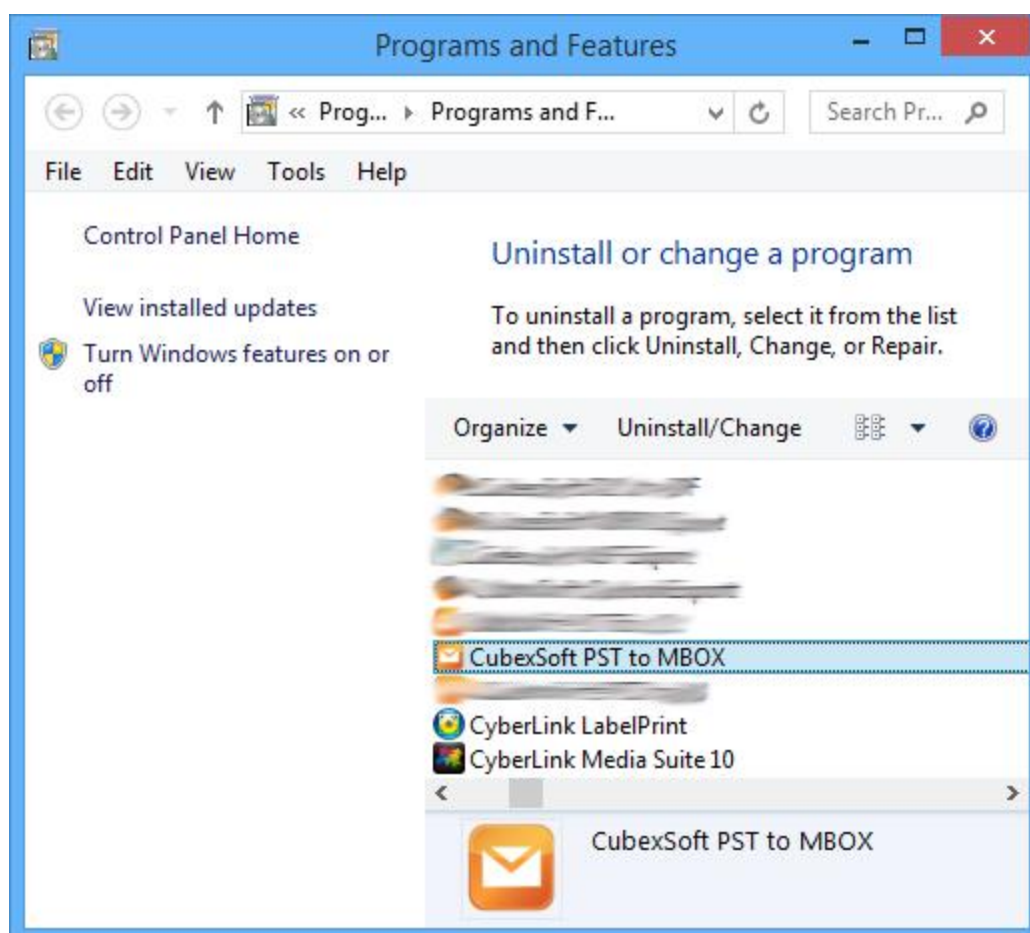 Programs and Features
« Prog... Programs and F...
Search Pr...
File Edit View Tools Help
Control Panel Home
View installed updates
Turn Windows features on or
off
Uninstall or change a program
To uninstall a program, select it from the list
and then click Uninstall, Change, or Repair.
Organize Uninstall/Change
CubexSoft PST to MBOX
CyberLink LabelPrint
CyberLink Media Suite 10
CubexSoft PST to MBOX